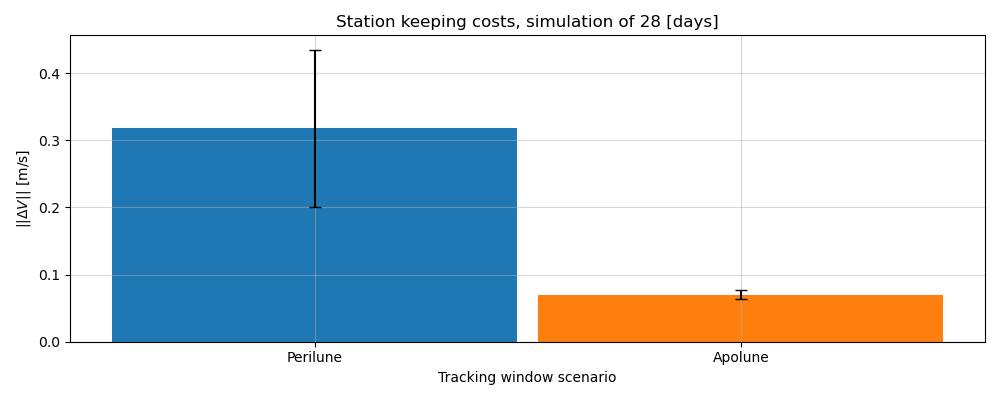 Station keeping costs, simulation of 28 [days]
||ΔV|| [m/s]
0.4
0.3
0.2
0.1
0.0
Perilune
Apolune
Tracking window scenario